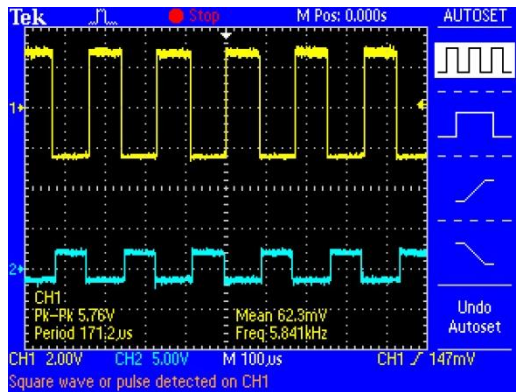 Tek Stop M Pos: 0.000s AUTOSET
1
2
CH1
Pk-Pk 5.76V Mean 62.3mV
Period 171.2us Freq 5.841kHz
Undo
Autoset
CH1 2.00V CH2 5.00V M 100us CH1 147mV
Square wave or pulse detected on CH1